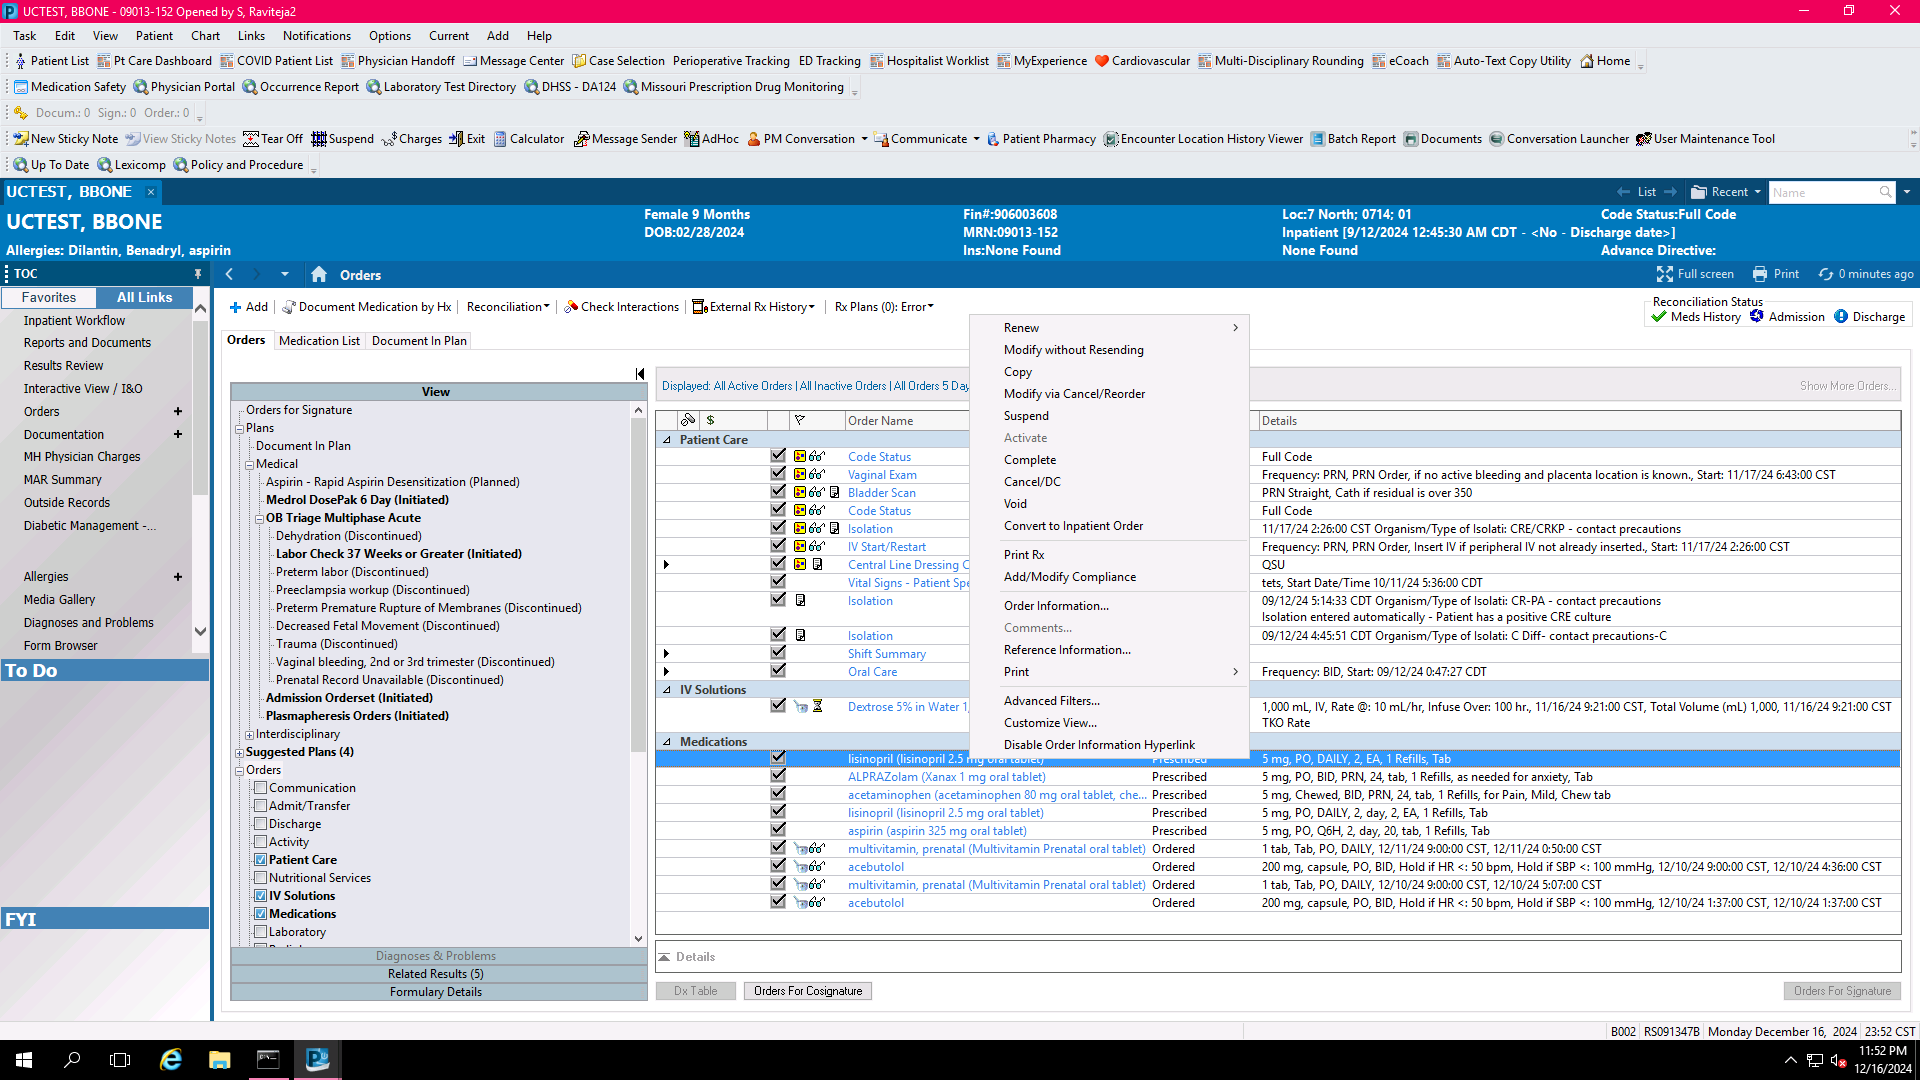 UCTEST, BBONE - 09013-152 Opened by S, Raviteja2
Task Edit View Patient Chart Links Notifications Options Current Add Help
Patient List Pt Care Dashboard COVID Patient List Physician Handoff Message Center Case Selection Perioperative Tracking ED Tracking Hospitalist Worklist MyExperience Cardiovascular Multi-Disciplinary Rounding eCoach Auto-Text Copy Utility Home
Medication Safety Physician Portal Occurrence Report Laboratory Test Directory DHSS - DA124 Missouri Prescription Drug Monitoring
Docum.: 0 Sign.: 0 Order.: 0
New Sticky Note View Sticky Notes Tear Off Suspend Charges Exit Calculator Message Sender AdHoc PM Conversation Communicate Patient Pharmacy Encounter Location History Viewer Batch Report Documents Conversation Launcher User Maintenance Tool
Up To Date Lexicomp Policy and Procedure
UCTEST, BBONE × List Recent Name
UCTEST, BBONE Female 9 Months Fin#:906003608 Loc:7 North; 0714; 01 Code Status:Full Code
DOB:02/28/2024 MRN:09013-152 Inpatient [9/12/2024 12:45:30 AM CDT - <No - Discharge date>]
Allergies: Dilantin, Benadryl, aspirin Ins:None Found None Found Advance Directive:
TOC Orders Full screen Print 0 minutes ago
Favorites All Links
Inpatient Workflow
Reports and Documents
Results Review
Interactive View / I&O
Orders +
Documentation +
MH Physician Charges
MAR Summary
Outside Records
Diabetic Management -...
Allergies +
Media Gallery
Diagnoses and Problems
Form Browser
To Do
FYI
Add Document Medication by Hx Reconciliation Check Interactions External Rx History Rx Plans (0): Error
Reconciliation Status
Meds History Admission Discharge
Orders Medication List Document In Plan
View
Orders for Signature
Plans
Document In Plan
Medical
Aspirin - Rapid Aspirin Desensitization (Planned)
Medrol DosePak 6 Day (Initiated)
OB Triage Multiphase Acute
Dehydration (Discontinued)
Labor Check 37 Weeks or Greater (Initiated)
Preterm labor (Discontinued)
Preeclampsia workup (Discontinued)
Preterm Premature Rupture of Membranes (Discontinued)
Decreased Fetal Movement (Discontinued)
Trauma (Discontinued)
Vaginal bleeding, 2nd or 3rd trimester (Discontinued)
Prenatal Record Unavailable (Discontinued)
Admission Orderset (Initiated)
Plasmapheresis Orders (Initiated)
Interdisciplinary
Suggested Plans (4)
Orders
Communication
Admit/Transfer
Discharge
Activity
Patient Care
Nutritional Services
IV Solutions
Medications
Laboratory
Diagnoses & Problems
Related Results (5)
Formulary Details
Displayed: All Active Orders | All Inactive Orders | All Orders 5 Day Show More Orders...
$ Order Name Details
Patient Care
Code Status Full Code
Vaginal Exam Frequency: PRN, PRN Order, if no active bleeding and placenta location is known., Start: 11/17/24 6:43:00 CST
Bladder Scan PRN Straight, Cath if residual is over 350
Code Status Full Code
Isolation 11/17/24 2:26:00 CST Organism/Type of Isolati: CRE/CRKP - contact precautions
IV Start/Restart Frequency: PRN, PRN Order, Insert IV if peripheral IV not already inserted., Start: 11/17/24 2:26:00 CST
Central Line Dressing C QSU
Vital Signs - Patient Spe tets, Start Date/Time 10/11/24 5:36:00 CDT
Isolation 09/12/24 5:14:33 CDT Organism/Type of Isolati: CR-PA - contact precautions
Isolation entered automatically - Patient has a positive CRE culture
Isolation 09/12/24 4:45:51 CDT Organism/Type of Isolati: C Diff- contact precautions-C
Shift Summary
Oral Care Frequency: BID, Start: 09/12/24 0:47:27 CDT
IV Solutions
Dextrose 5% in Water 1, 1,000 mL, IV, Rate @: 10 mL/hr, Infuse Over: 100 hr., 11/16/24 9:21:00 CST, Total Volume (mL) 1,000, 11/16/24 9:21:00 CST
TKO Rate
Medications
lisinopril (lisinopril 2.5 mg oral tablet) Prescribed 5 mg, PO, DAILY, 2, EA, 1 Refills, Tab
ALPRAZolam (Xanax 1 mg oral tablet) Prescribed 5 mg, PO, BID, PRN, 24, tab, 1 Refills, as needed for anxiety, Tab
acetaminophen (acetaminophen 80 mg oral tablet, che... Prescribed 5 mg, Chewed, BID, PRN, 24, tab, 1 Refills, for Pain, Mild, Chew tab
lisinopril (lisinopril 2.5 mg oral tablet) Prescribed 5 mg, PO, DAILY, 2, day, 2, EA, 1 Refills, Tab
aspirin (aspirin 325 mg oral tablet) Prescribed 5 mg, PO, Q6H, 2, day, 20, tab, 1 Refills, Tab
multivitamin, prenatal (Multivitamin Prenatal oral tablet) Ordered 1 tab, Tab, PO, DAILY, 12/11/24 9:00:00 CST, 12/11/24 0:50:00 CST
acebutolol Ordered 200 mg, capsule, PO, BID, Hold if HR <: 50 bpm, Hold if SBP <: 100 mmHg, 12/10/24 9:00:00 CST, 12/10/24 4:36:00 CST
multivitamin, prenatal (Multivitamin Prenatal oral tablet) Ordered 1 tab, Tab, PO, DAILY, 12/10/24 9:00:00 CST, 12/10/24 5:07:00 CST
acebutolol Ordered 200 mg, capsule, PO, BID, Hold if HR <: 50 bpm, Hold if SBP <: 100 mmHg, 12/10/24 1:37:00 CST, 12/10/24 1:37:00 CST
Renew
Modify without Resending
Copy
Modify via Cancel/Reorder
Suspend
Activate
Complete
Cancel/DC
Void
Convert to Inpatient Order
Print Rx
Add/Modify Compliance
Order Information...
Comments...
Reference Information...
Print
Advanced Filters...
Customize View...
Disable Order Information Hyperlink
Details
Dx Table Orders For Cosignature Orders For Signature
B002 RS091347B Monday December 16, 2024 23:52 CST
11:52 PM
12/16/2024